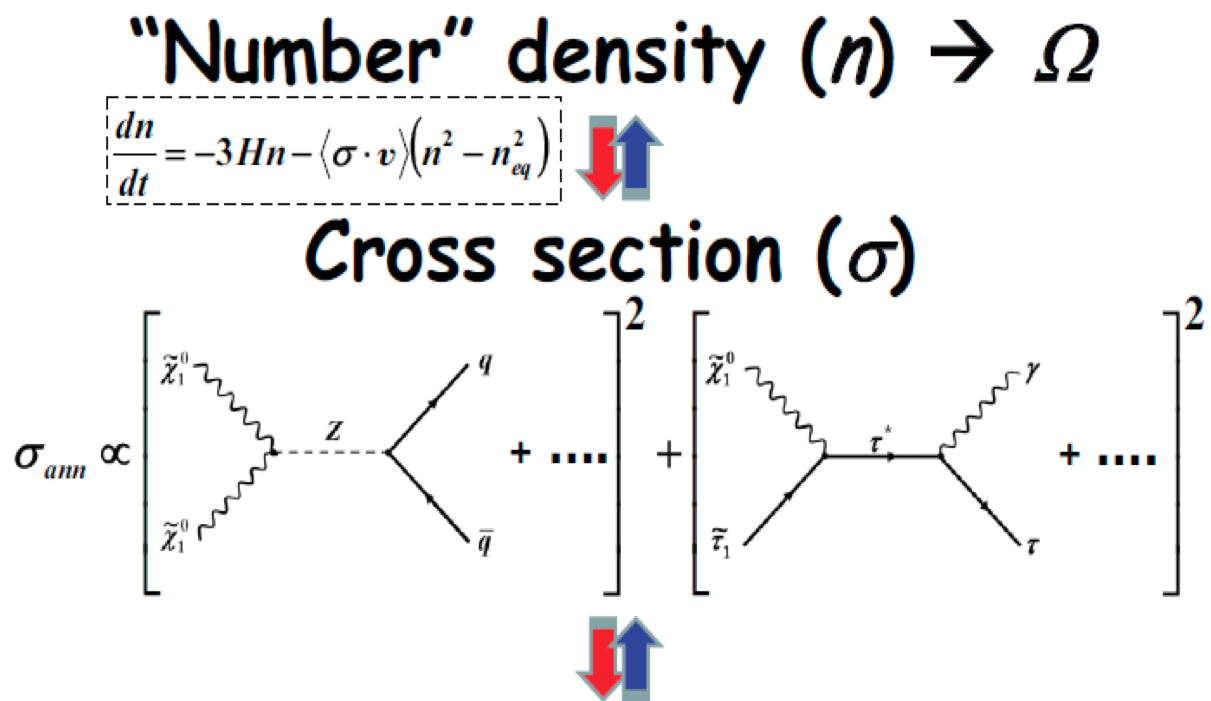 “Number” density (n) → Ω
dn/dt = −3Hn − ⟨σ · v⟩(n² − n²_eq)
Cross section (σ)
σ_ann ∝ [ χ̃₁⁰ χ̃₁⁰ Z q q̄ + .... ]² + [ χ̃₁⁰ τ̃₁ τ* γ τ + .... ]²